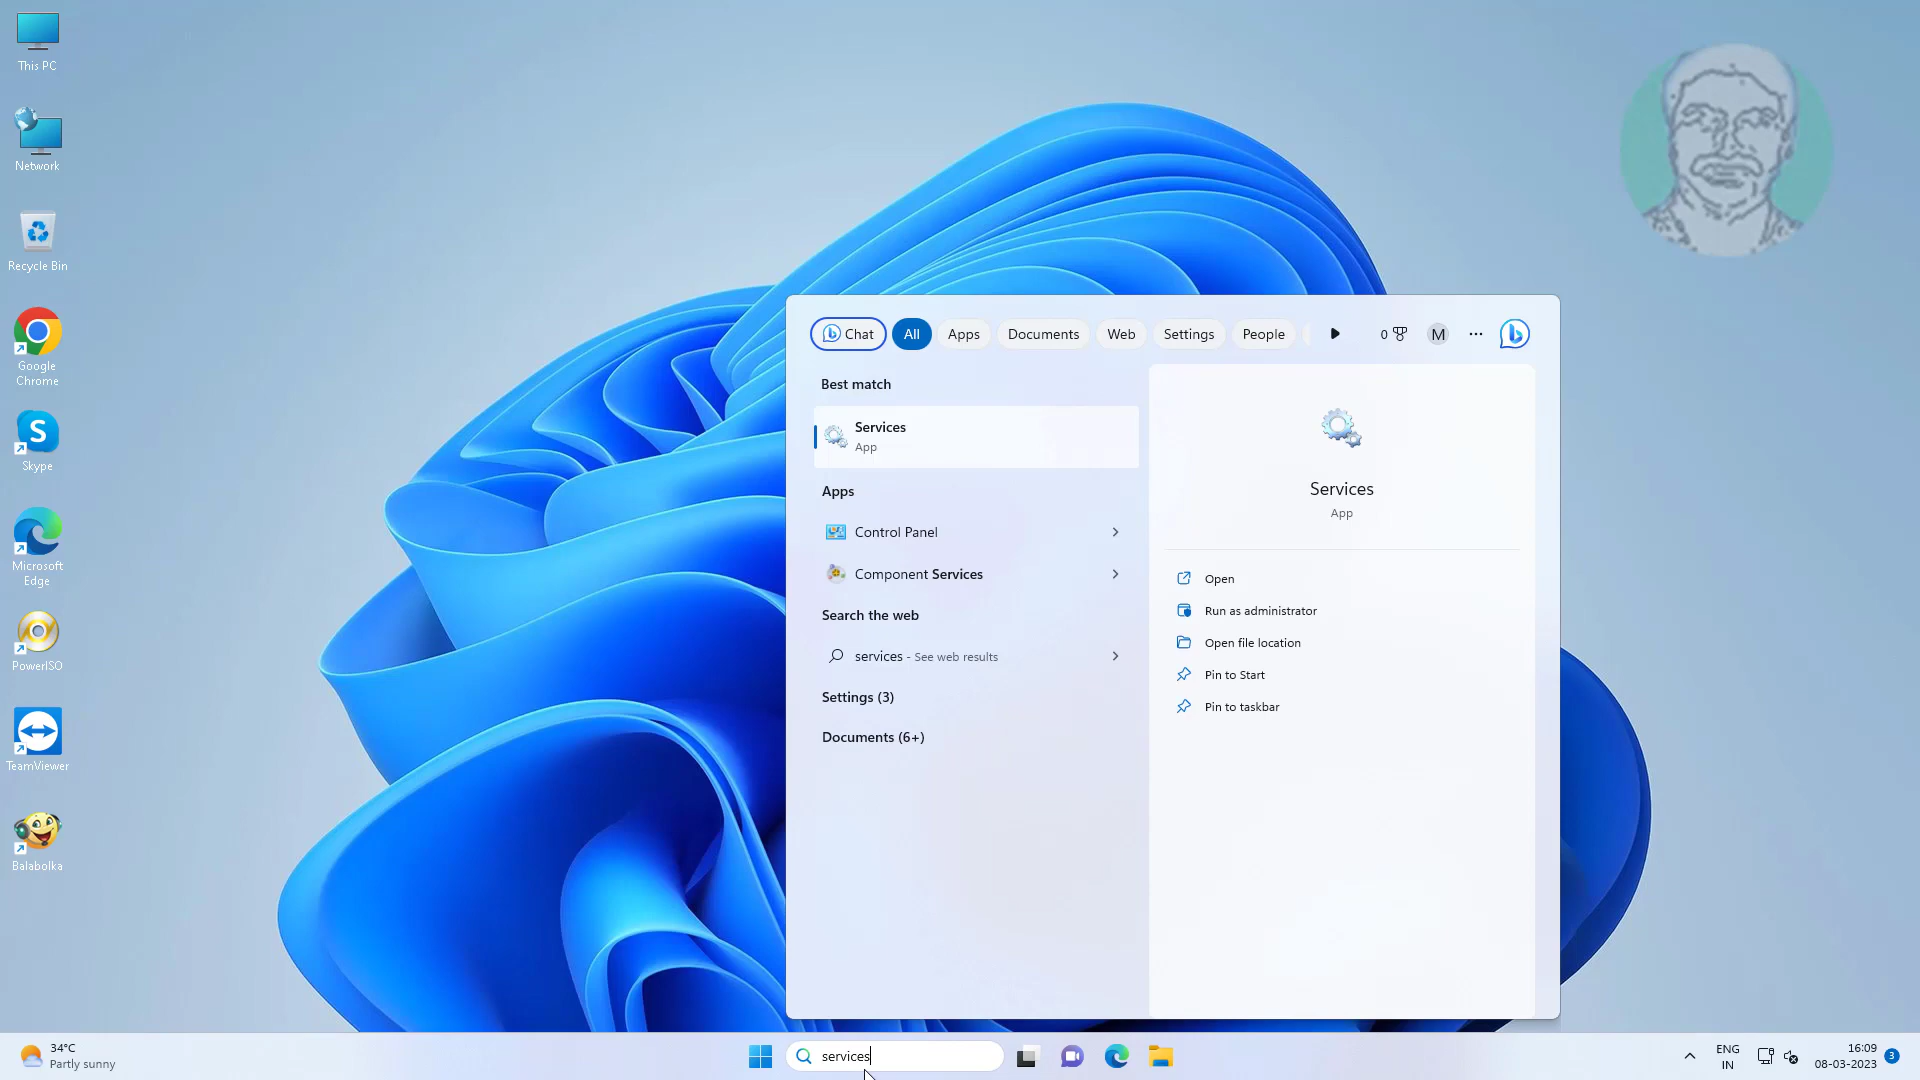 This PC
Network
Recycle Bin
Google
Chrome
Skype
Microsoft
Edge
PowerISO
TeamViewer
Balabolka
Chat
All
Apps
Documents
Web
Settings
People
0
M
Best match
Services
App
Apps
Control Panel
Component Services
Search the web
services - See web results
Settings (3)
Documents (6+)
Services
App
Open
Run as administrator
Open file location
Pin to Start
Pin to taskbar
34°C
Partly sunny
services
ENG
IN
16:09
08-03-2023
3